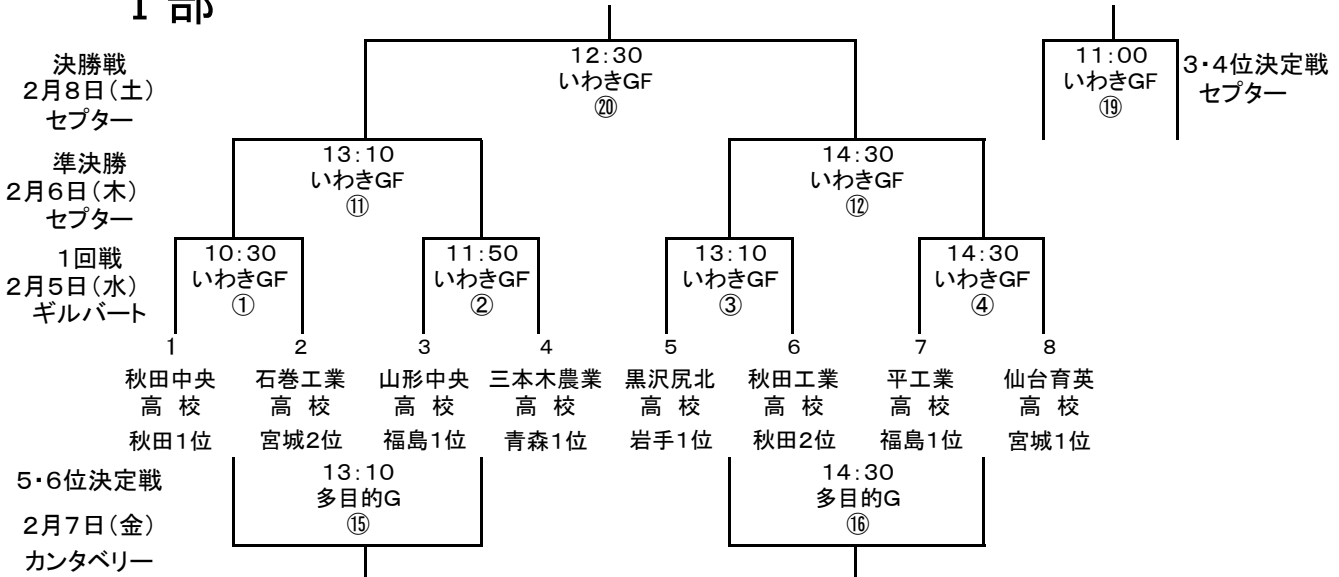 Ⅰ部
決勝戦
2月8日(土)
セプター
12:30
いわきGF
⑳
11:00
いわきGF
⑲
3・4位決定戦
セプター
準決勝
2月6日(木)
セプター
13:10
いわきGF
⑪
14:30
いわきGF
⑫
1回戦
2月5日(水)
ギルバート
10:30
いわきGF
①
11:50
いわきGF
②
13:10
いわきGF
③
14:30
いわきGF
④
1 2 3 4 5 6 7 8
秋田中央 石巻工業 山形中央 三本木農業 黒沢尻北 秋田工業 平工業 仙台育英
高校 高校 高校 高校 高校 高校 高校 高校
秋田1位 宮城2位 福島1位 青森1位 岩手1位 秋田2位 福島1位 宮城1位
5・6位決定戦
2月7日(金)
カンタベリー
13:10
多目的G
⑮
14:30
多目的G
⑯